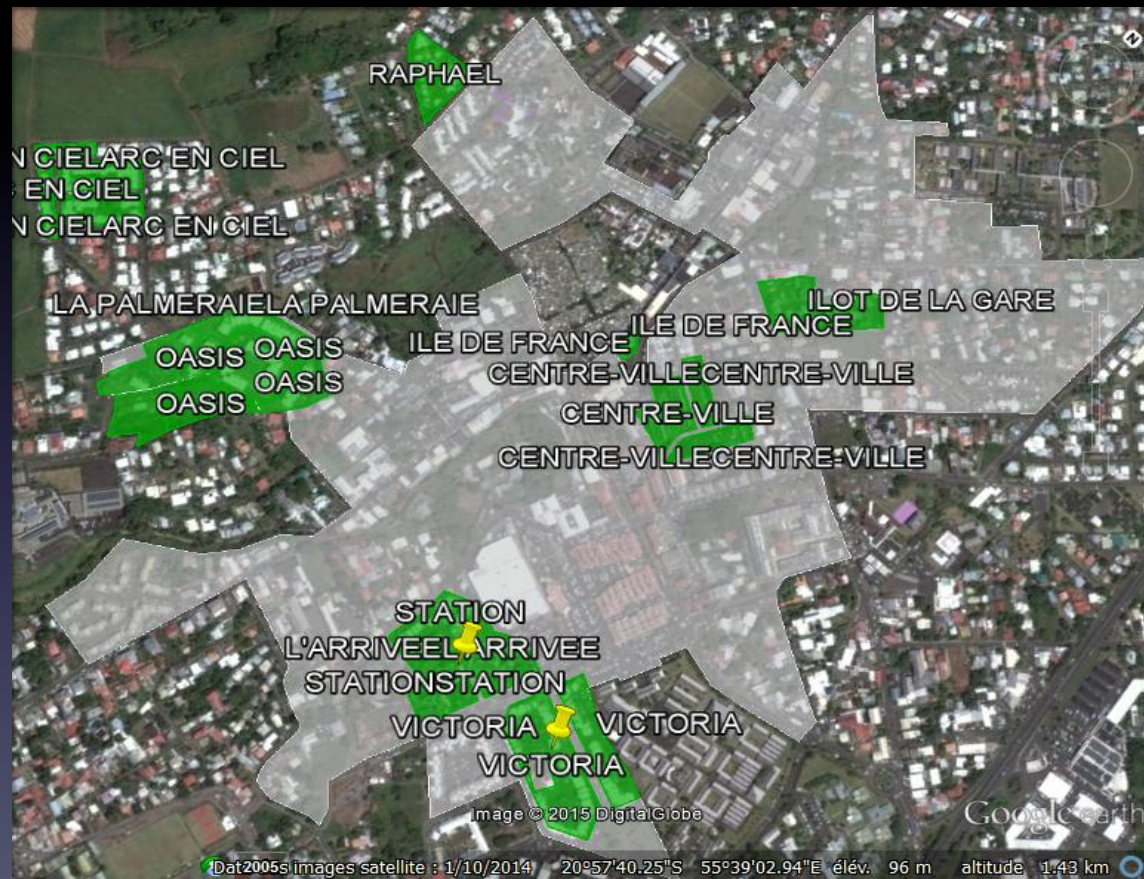 RAPHAEL
N CIELARC EN CIEL
EN CIEL
N CIELARC EN CIEL
LA PALMERAIELA PALMERAIE
ILOT DE LA GARE
ILE DE FRANCE
ILE DE FRANCE
OASIS
OASIS
OASIS
OASIS
CENTRE-VILLECENTRE-VILLE
CENTRE-VILLE
CENTRE-VILLECENTRE-VILLE
STATION
L'ARRIVEEL'ARRIVEE
STATIONSTATION
VICTORIA
VICTORIA
VICTORIA
Image © 2015 DigitalGlobe
Google earth
2005
Dat s images satellite : 1/10/2014 20°57'40.25"S 55°39'02.94"E élév. 96 m altitude 1.43 km
N